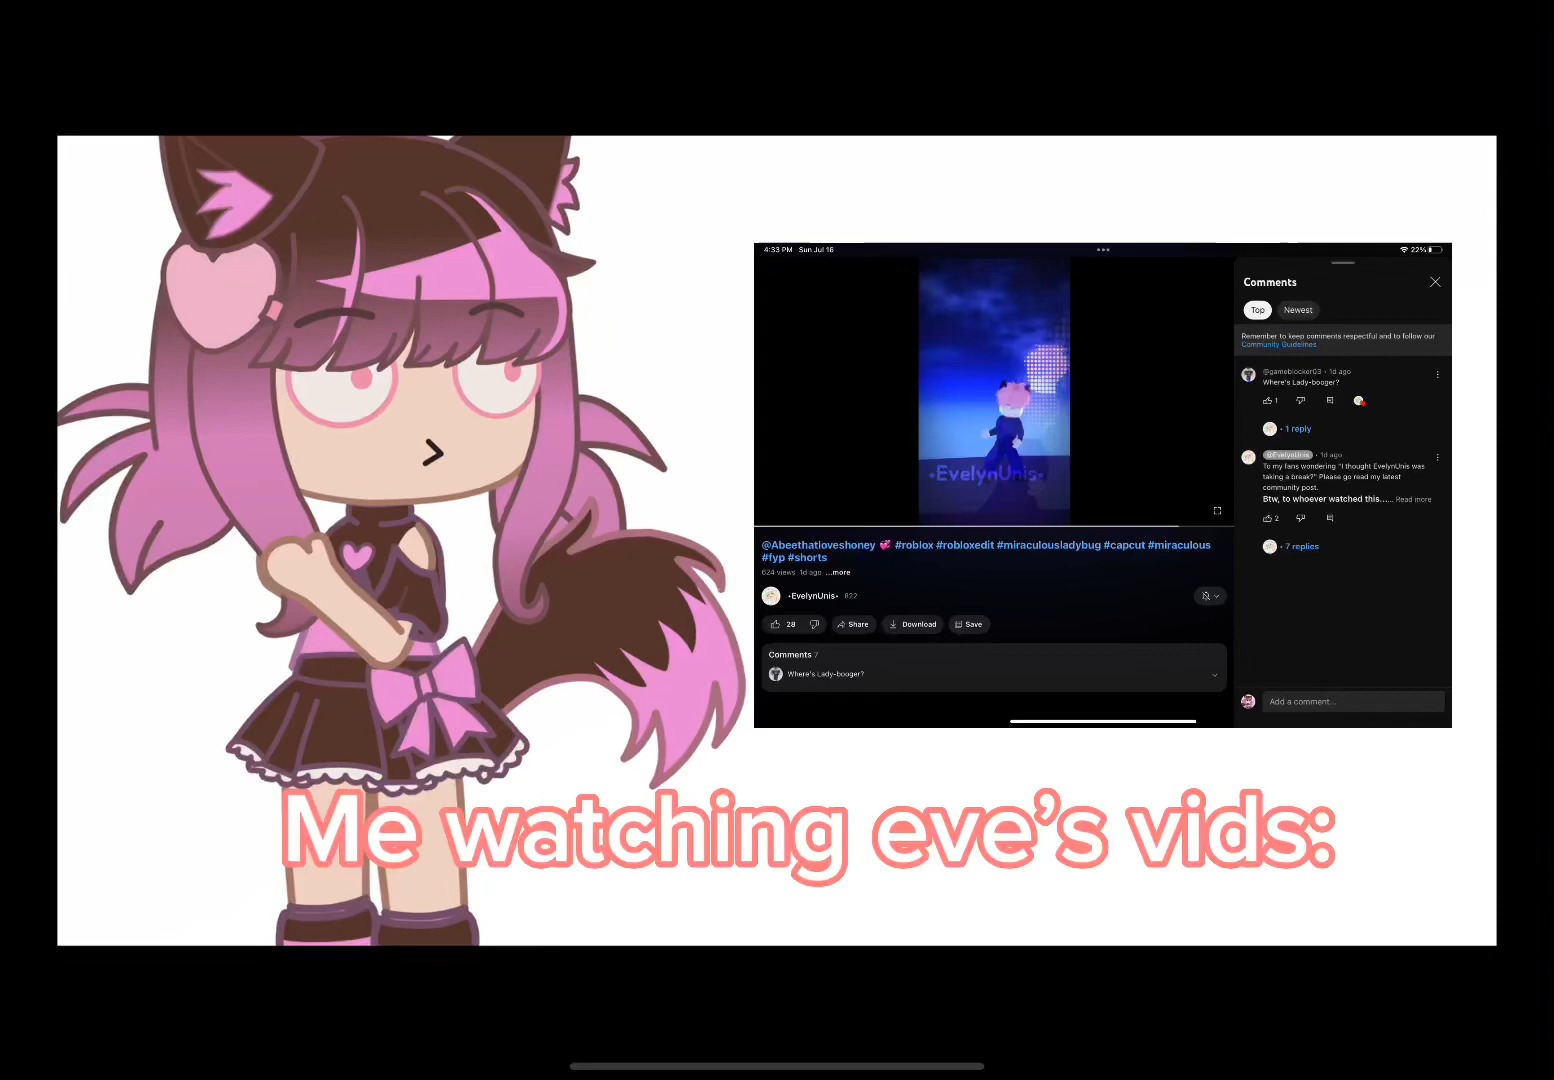 4:33 PM Sun Jul 16
22%
•EvelynUnis•
@Abeethatloveshoney 💞 #roblox #robloxedit #miraculousladybug #capcut #miraculous
#fyp #shorts
624 views 1d ago ...more
•EvelynUnis• 822
28 Share Download Save
Comments 7
Where's Lady-booger?
Comments
Top Newest
Remember to keep comments respectful and to follow our
Community Guidelines
@gameblocker03 • 1d ago
Where's Lady-booger?
1
• 1 reply
@EvelynUnis • 1d ago
To my fans wondering "I thought EvelynUnis was
taking a break?" Please go read my latest
community post.
Btw, to whoever watched this..... Read more
2
• 7 replies
Add a comment...
Me watching eve's vids: